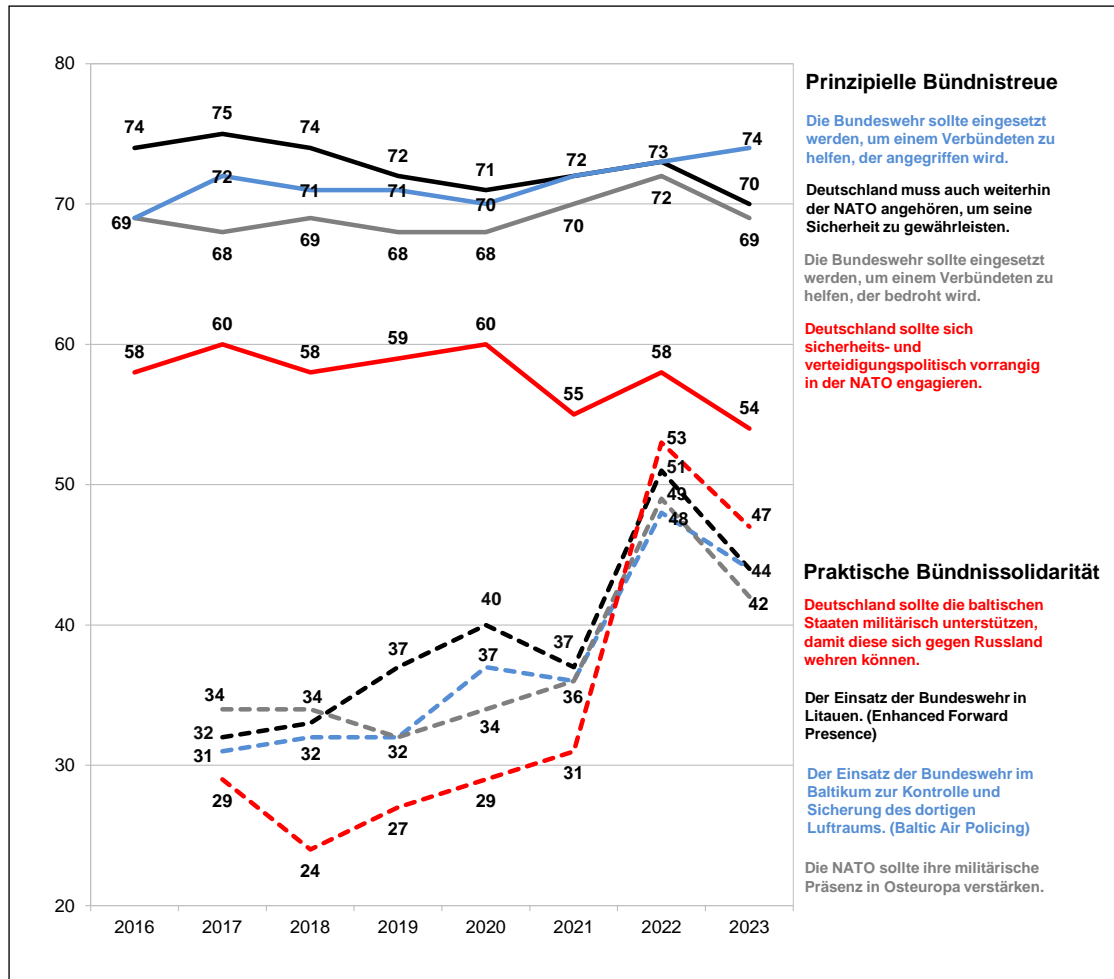 80
70
60
50
40
30
20
2016 2017 2018 2019 2020 2021 2022 2023
74 75 74 72 71 72 73 70
69 72 71 71 70 74
68 69 68 68 70 72 69
58 60 58 59 60 55 58 54
29 24 27 29 31 53 47
32 37 40 37 51 44
31 32 32 37 36 48
34 34 34 49 42
Prinzipielle Bündnistreue
Die Bundeswehr sollte eingesetzt
werden, um einem Verbündeten zu
helfen, der angegriffen wird.
Deutschland muss auch weiterhin
der NATO angehören, um seine
Sicherheit zu gewährleisten.
Die Bundeswehr sollte eingesetzt
werden, um einem Verbündeten zu
helfen, der bedroht wird.
Deutschland sollte sich
sicherheits- und
verteidigungspolitisch vorrangig
in der NATO engagieren.
Praktische Bündnissolidarität
Deutschland sollte die baltischen
Staaten militärisch unterstützen,
damit diese sich gegen Russland
wehren können.
Der Einsatz der Bundeswehr in
Litauen. (Enhanced Forward
Presence)
Der Einsatz der Bundeswehr im
Baltikum zur Kontrolle und
Sicherung des dortigen
Luftraums. (Baltic Air Policing)
Die NATO sollte ihre militärische
Präsenz in Osteuropa verstärken.